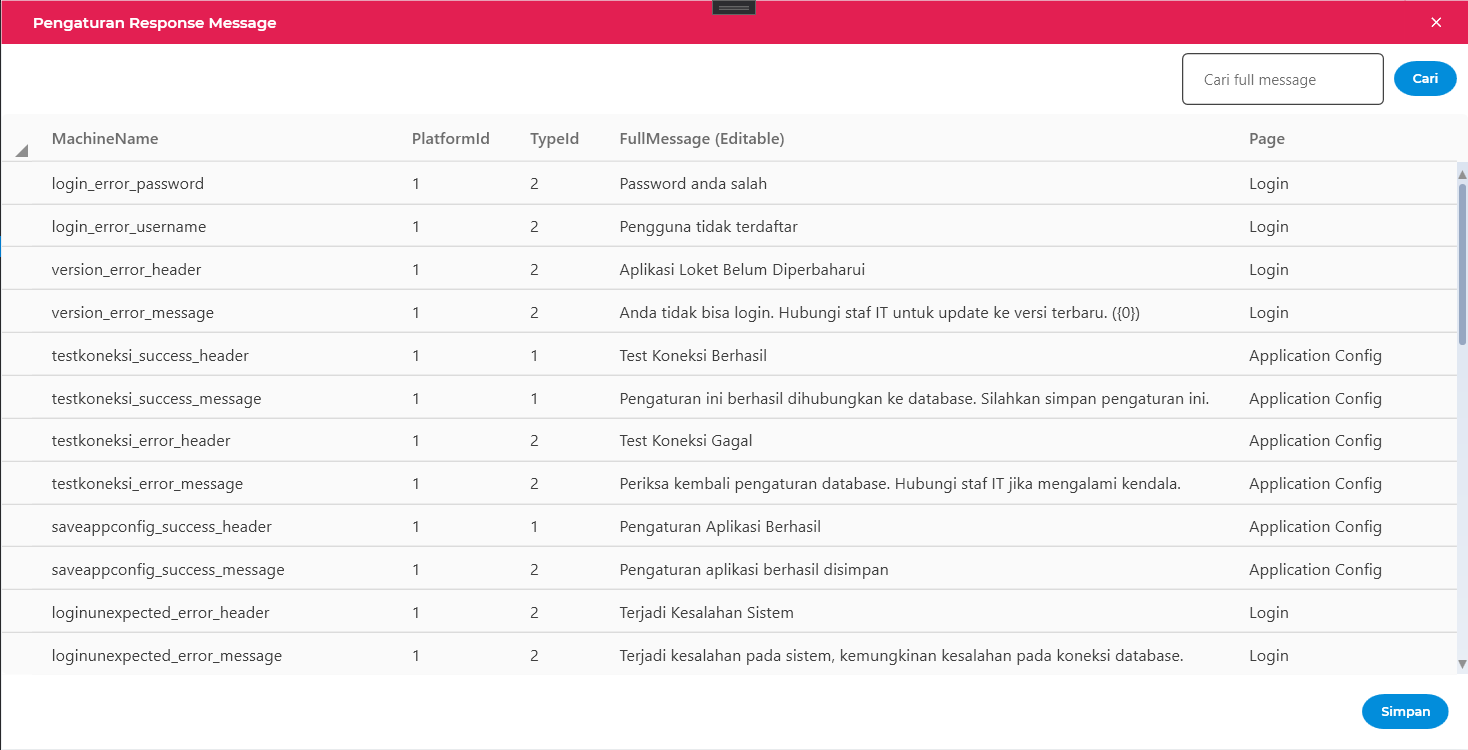 Pengaturan Response Message
Cari full message Cari
MachineName PlatformId TypeId FullMessage (Editable) Page
login_error_password 1 2 Password anda salah Login
login_error_username 1 2 Pengguna tidak terdaftar Login
version_error_header 1 2 Aplikasi Loket Belum Diperbaharui Login
version_error_message 1 2 Anda tidak bisa login. Hubungi staf IT untuk update ke versi terbaru. ({0}) Login
testkoneksi_success_header 1 1 Test Koneksi Berhasil Application Config
testkoneksi_success_message 1 1 Pengaturan ini berhasil dihubungkan ke database. Silahkan simpan pengaturan ini. Application Config
testkoneksi_error_header 1 2 Test Koneksi Gagal Application Config
testkoneksi_error_message 1 2 Periksa kembali pengaturan database. Hubungi staf IT jika mengalami kendala. Application Config
saveappconfig_success_header 1 1 Pengaturan Aplikasi Berhasil Application Config
saveappconfig_success_message 1 2 Pengaturan aplikasi berhasil disimpan Application Config
loginunexpected_error_header 1 2 Terjadi Kesalahan Sistem Login
loginunexpected_error_message 1 2 Terjadi kesalahan pada sistem, kemungkinan kesalahan pada koneksi database. Login
Simpan